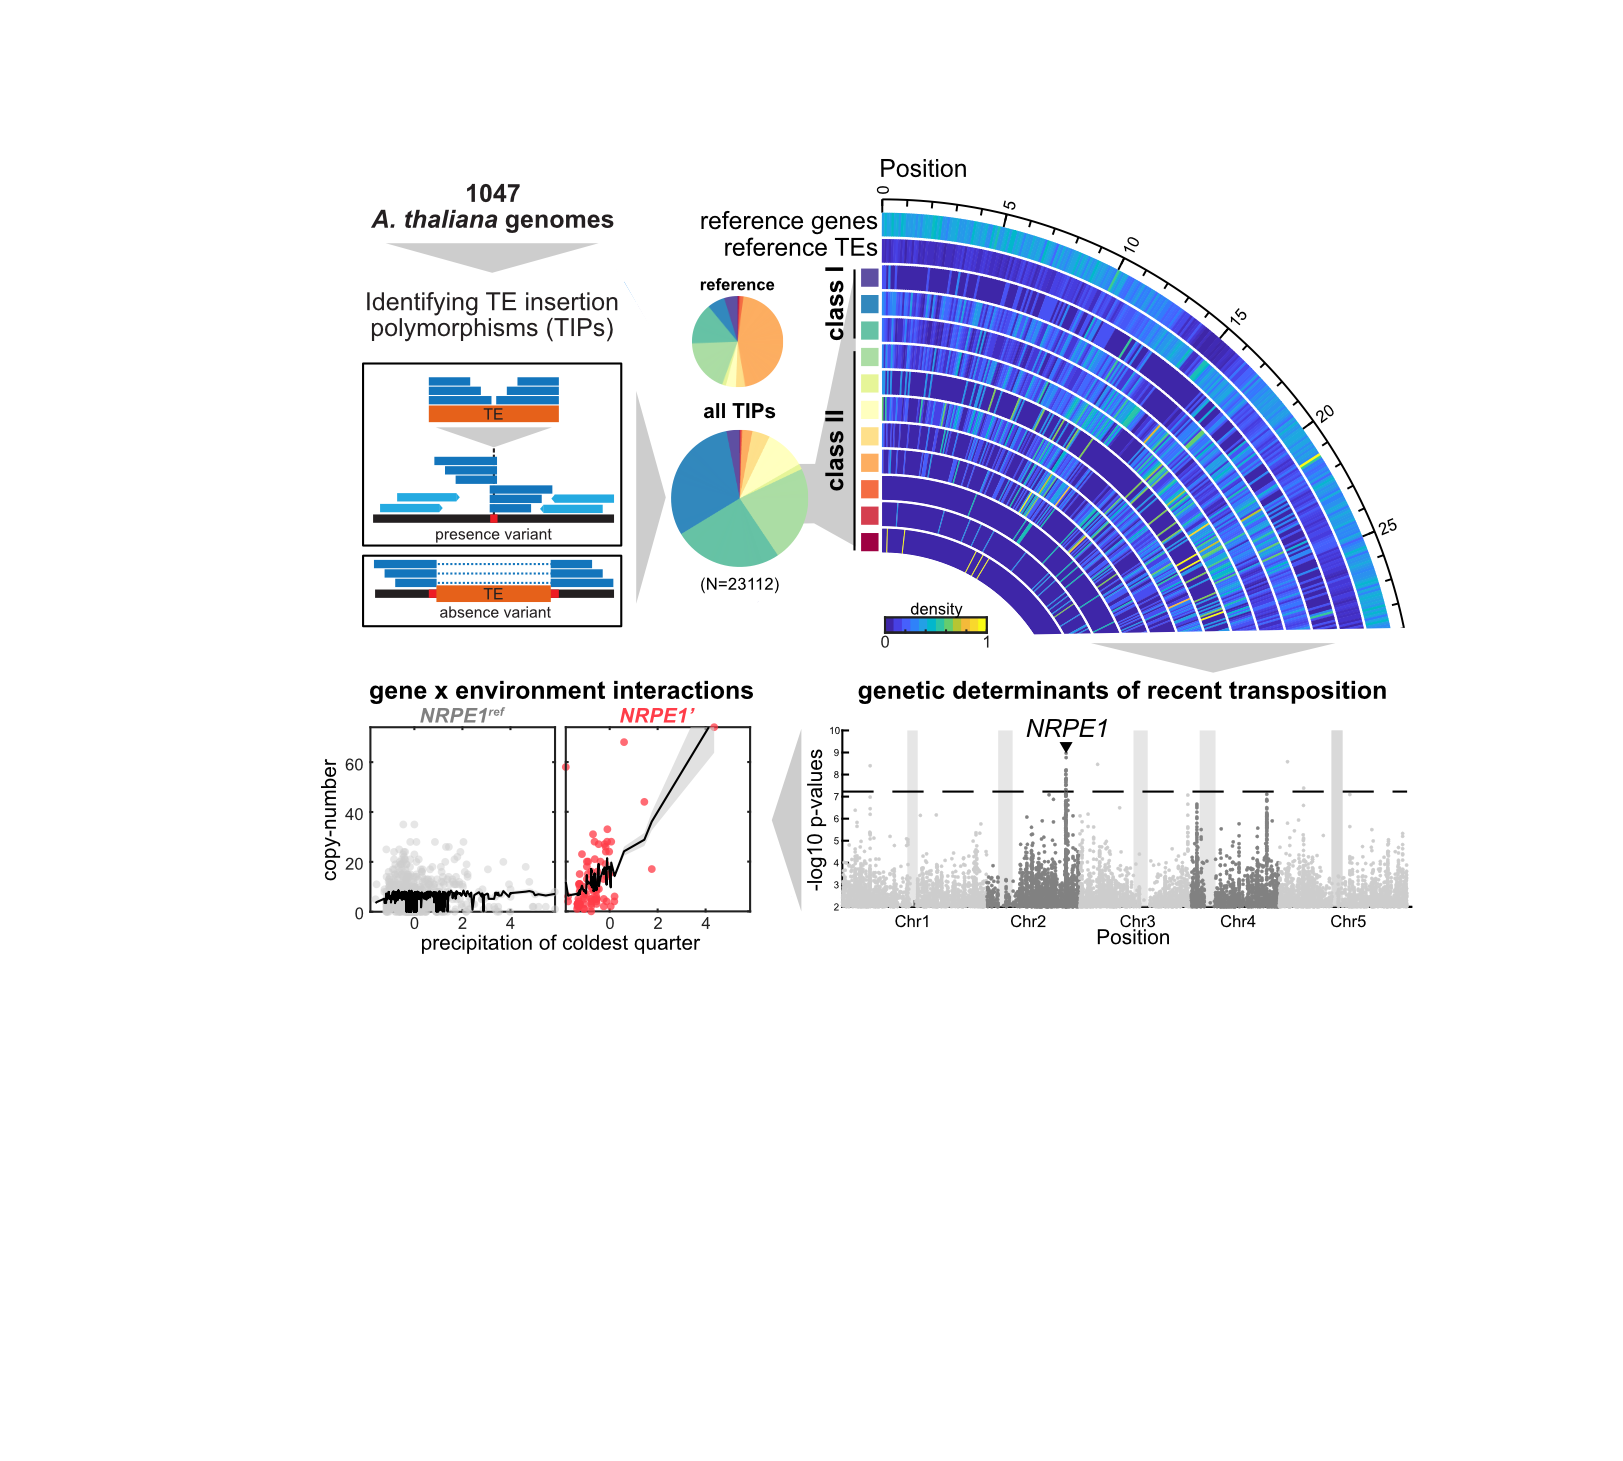 1047
A. thaliana genomes
Identifying TE insertion
polymorphisms (TIPs)
TE
presence variant
TE
absence variant
reference
all TIPs
(N=23112)
Position
0
5
10
15
20
25
reference genes
reference TEs
class I
class II
density
0 1
gene x environment interactions
NRPE1ref
NRPE1’
copy-number
60
40
20
0
0 2 4
0 2 4
precipitation of coldest quarter
genetic determinants of recent transposition
NRPE1
-log10 p-values
10
9
8
7
6
5
4
3
2
Chr1 Chr2 Chr3 Chr4 Chr5
Position